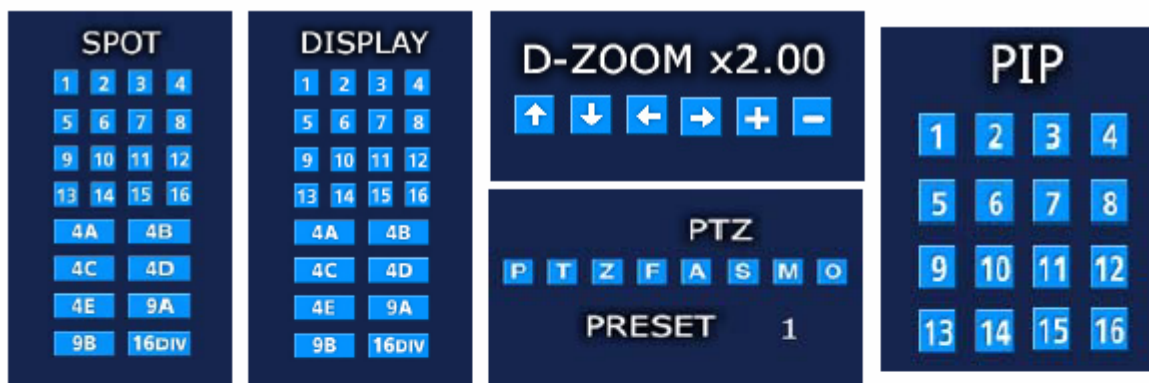 SPOT
1 2 3 4
5 6 7 8
9 10 11 12
13 14 15 16
4A 4B
4C 4D
4E 9A
9B 16DIV
DISPLAY
1 2 3 4
5 6 7 8
9 10 11 12
13 14 15 16
4A 4B
4C 4D
4E 9A
9B 16DIV
D-ZOOM x2.00
+ -
PTZ
P T Z F A S M O
PRESET 1
PIP
1 2 3 4
5 6 7 8
9 10 11 12
13 14 15 16